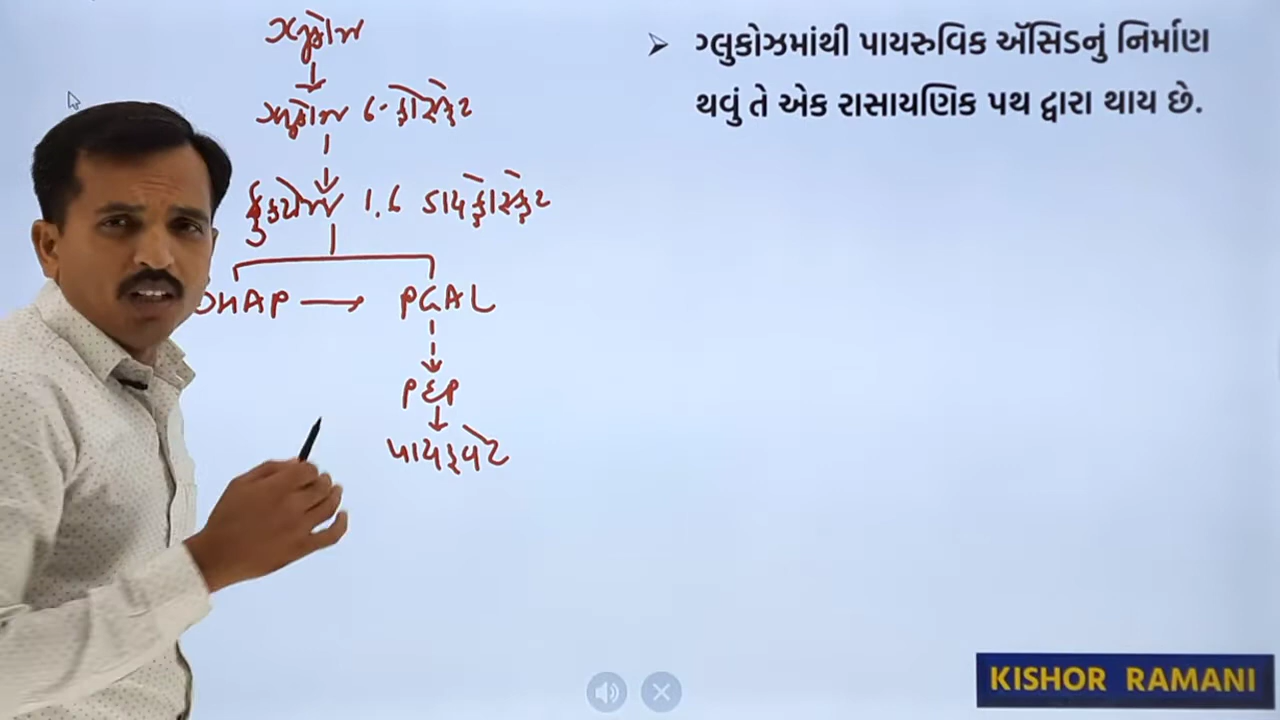 ગ્લુકોઝ
ગ્લુકોઝ 6-ફોસ્ફેટ
ફ્રુક્ટોઝ 1.6 ડાયફોસ્ફેટ
DHAP → PGAL
PEP
પાયરૂવેટ
➤ ગ્લુકોઝમાંથી પાયરુવિક ઍસિડનું નિર્માણ
થવું તે એક રાસાયણિક પથ દ્વારા થાય છે.
KISHOR RAMANI